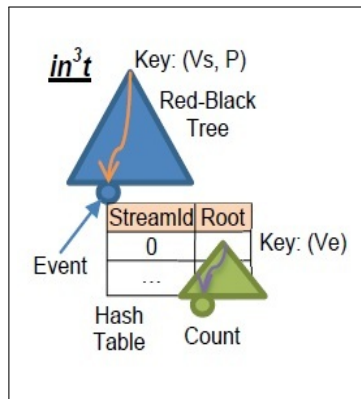 in³t
Key: (Vs, P)
Red-Black
Tree
StreamId Root
0
Key: (Ve)
Event
...
Hash
Table
Count